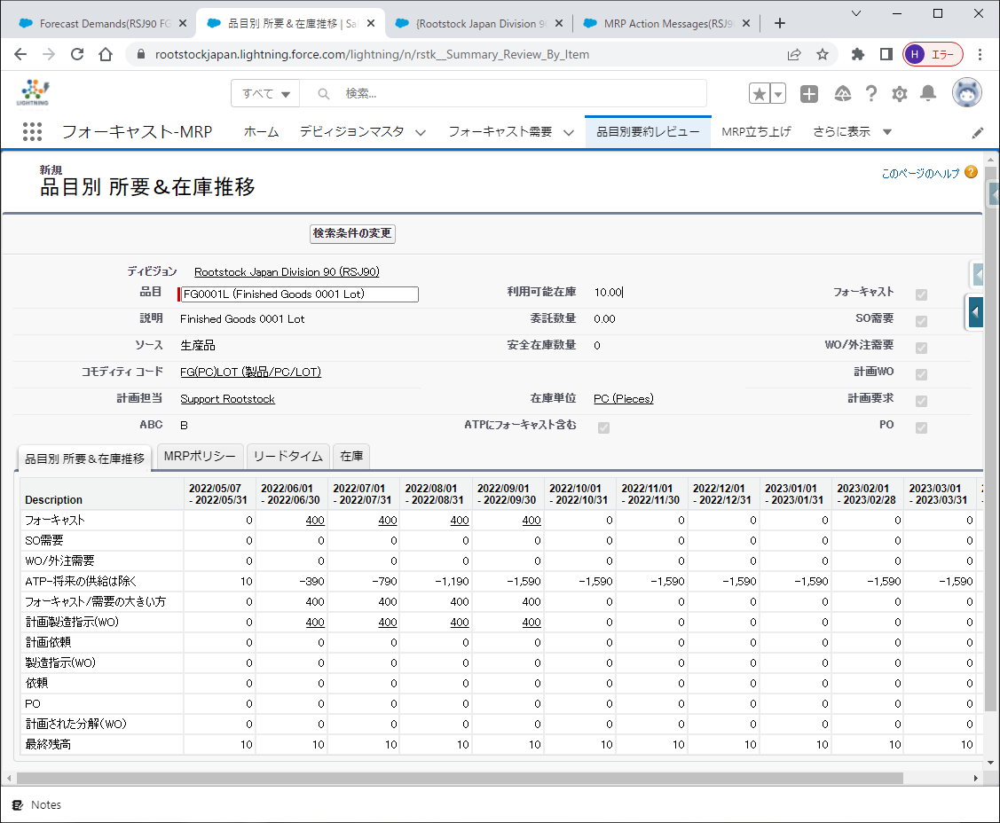 Forecast Demands(RSJ90 FG
品目別 所要＆在庫推移 | Sal
{Rootstock Japan Division 9
MRP Action Messages(RSJ9
rootstockjapan.lightning.force.com/lightning/n/rstk__Summary_Review_By_Item
H エラー
LIGHTNING
すべて 検索...
フォーキャスト-MRP ホーム デビィジョンマスタ フォーキャスト需要 品目別要約レビュー MRP立ち上げ さらに表示
新規
品目別 所要＆在庫推移
このページのヘルプ ?
検索条件の変更
ディビジョン Rootstock Japan Division 90 (RSJ90)
品目 FG0001L (Finished Goods 0001 Lot) 利用可能在庫 10.00 フォーキャスト
説明 Finished Goods 0001 Lot 委託数量 0.00 SO需要
ソース 生産品 安全在庫数量 0 WO/外注需要
コモディティ コード FG(PC)LOT (製品/PC/LOT) 計画WO
計画担当 Support Rootstock 在庫単位 PC (Pieces) 計画要求
ABC B ATPにフォーキャスト含む PO
品目別 所要＆在庫推移 MRPポリシー リードタイム 在庫
Description 2022/05/07 - 2022/05/31 2022/06/01 - 2022/06/30 2022/07/01 - 2022/07/31 2022/08/01 - 2022/08/31 2022/09/01 - 2022/09/30 2022/10/01 - 2022/10/31 2022/11/01 - 2022/11/30 2022/12/01 - 2022/12/31 2023/01/01 - 2023/01/31 2023/02/01 - 2023/02/28 2023/03/01 - 2023/03/31
フォーキャスト 0 400 400 400 400 0 0 0 0 0 0
SO需要 0 0 0 0 0 0 0 0 0 0 0
WO/外注需要 0 0 0 0 0 0 0 0 0 0 0
ATP-将来の供給は除く 10 -390 -790 -1,190 -1,590 -1,590 -1,590 -1,590 -1,590 -1,590 -1,590
フォーキャスト/需要の大きい方 0 400 400 400 400 0 0 0 0 0 0
計画製造指示(WO) 0 400 400 400 400 0 0 0 0 0 0
計画依頼 0 0 0 0 0 0 0 0 0 0 0
製造指示(WO) 0 0 0 0 0 0 0 0 0 0 0
依頼 0 0 0 0 0 0 0 0 0 0 0
PO 0 0 0 0 0 0 0 0 0 0 0
計画された分解(WO) 0 0 0 0 0 0 0 0 0 0 0
最終残高 10 10 10 10 10 10 10 10 10 10 10
Notes